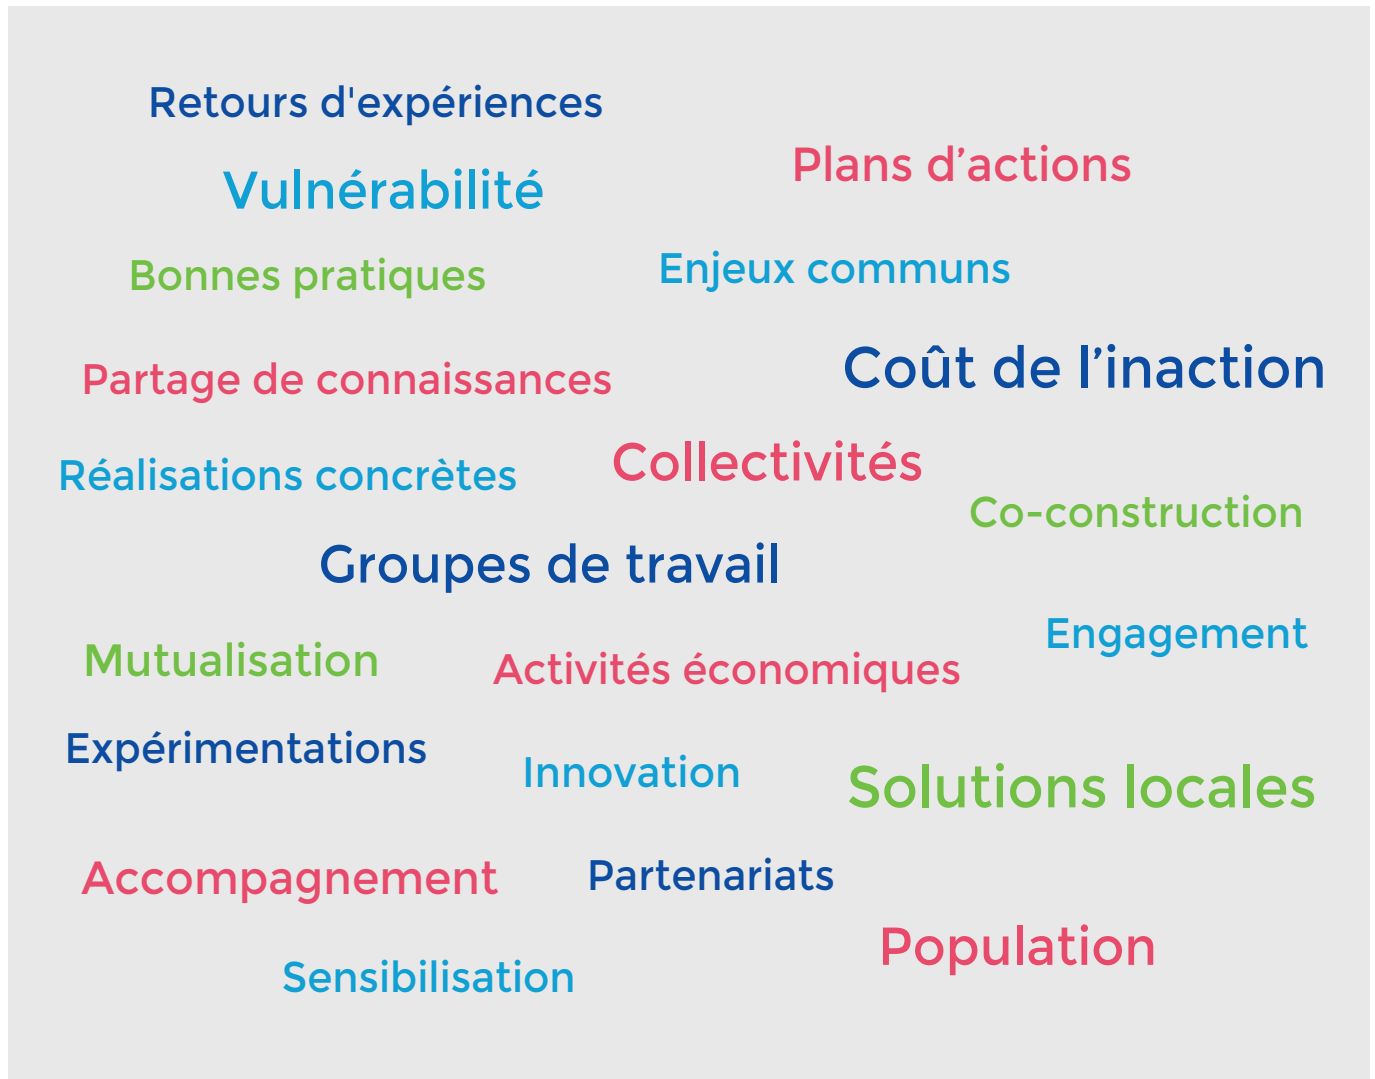 Retours d'expériences
Plans d’actions
Vulnérabilité
Enjeux communs
Bonnes pratiques
Coût de l’inaction
Partage de connaissances
Collectivités
Réalisations concrètes
Co-construction
Groupes de travail
Engagement
Mutualisation
Activités économiques
Expérimentations
Innovation
Solutions locales
Accompagnement
Partenariats
Population
Sensibilisation